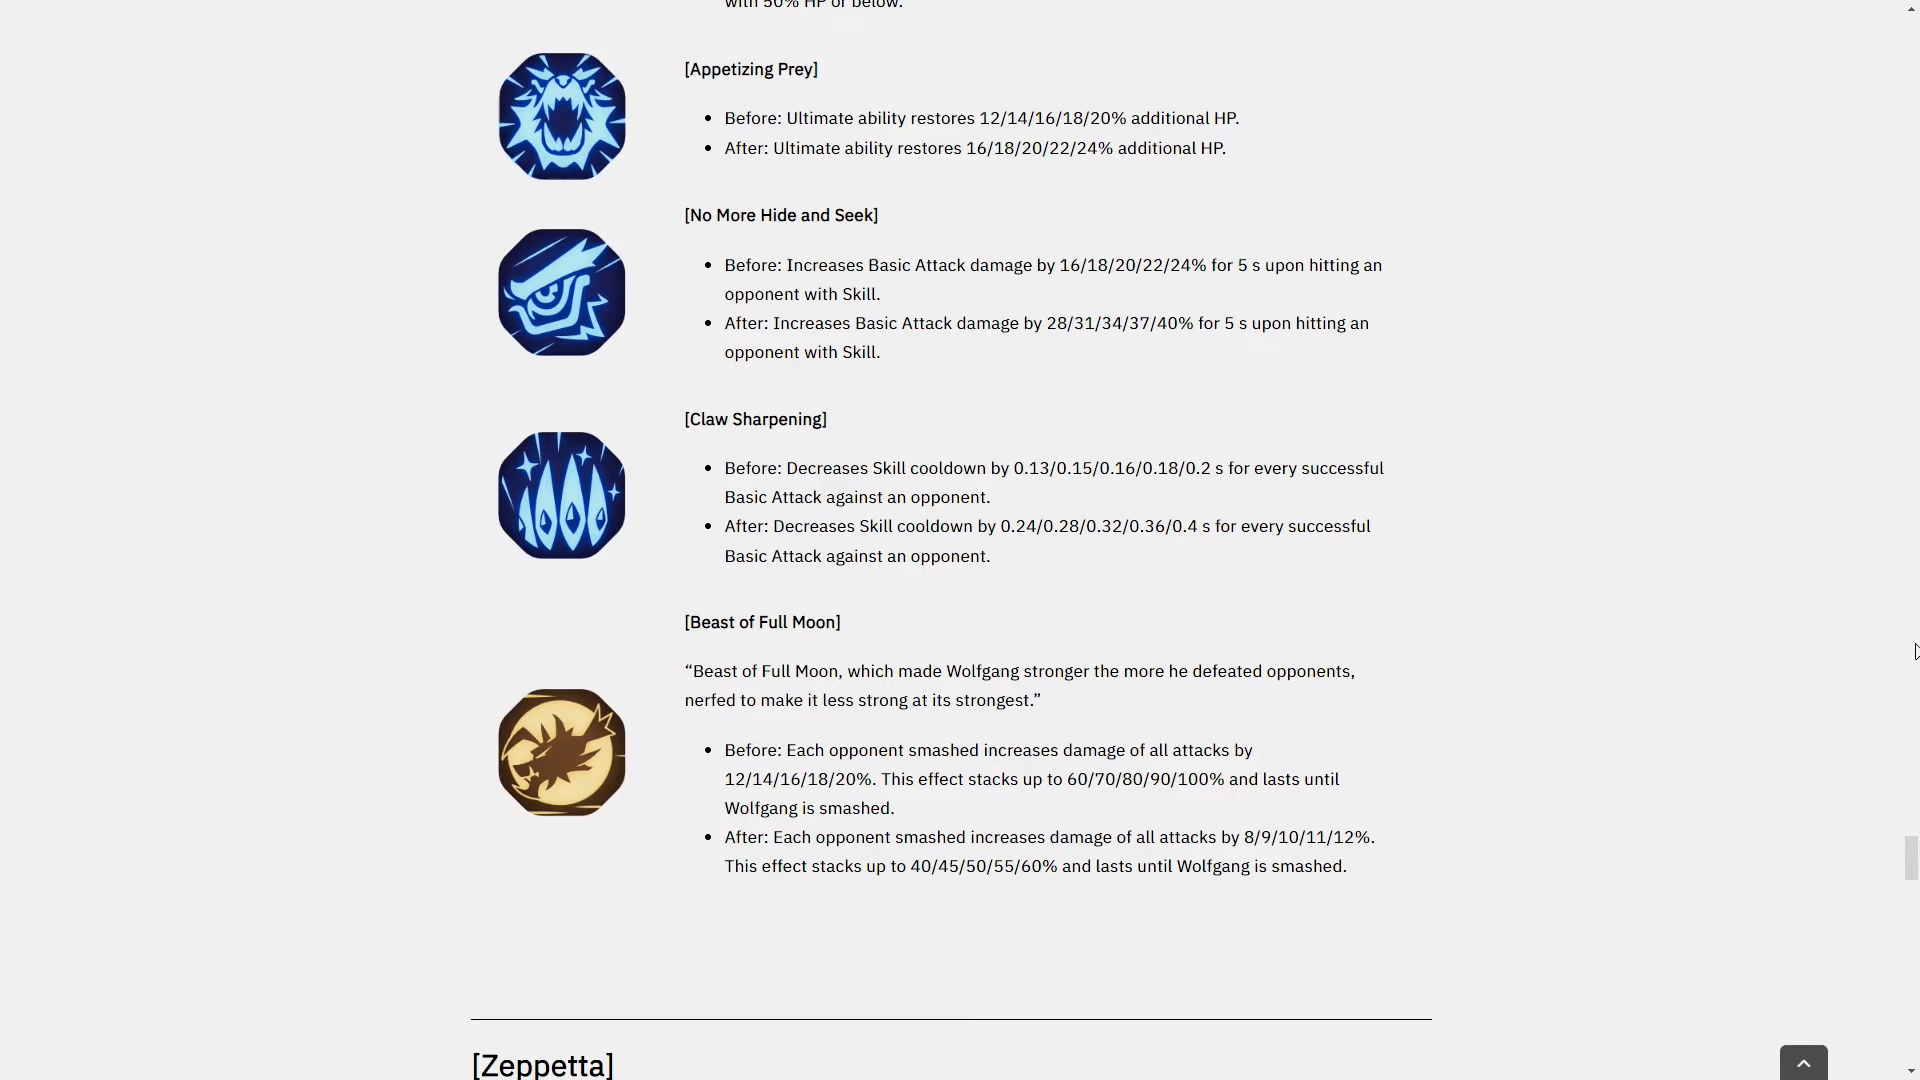 with 50% HP or below.
[Appetizing Prey]
• Before: Ultimate ability restores 12/14/16/18/20% additional HP.
• After: Ultimate ability restores 16/18/20/22/24% additional HP.
[No More Hide and Seek]
• Before: Increases Basic Attack damage by 16/18/20/22/24% for 5 s upon hitting an
opponent with Skill.
• After: Increases Basic Attack damage by 28/31/34/37/40% for 5 s upon hitting an
opponent with Skill.
[Claw Sharpening]
• Before: Decreases Skill cooldown by 0.13/0.15/0.16/0.18/0.2 s for every successful
Basic Attack against an opponent.
• After: Decreases Skill cooldown by 0.24/0.28/0.32/0.36/0.4 s for every successful
Basic Attack against an opponent.
[Beast of Full Moon]
“Beast of Full Moon, which made Wolfgang stronger the more he defeated opponents,
nerfed to make it less strong at its strongest.”
• Before: Each opponent smashed increases damage of all attacks by
12/14/16/18/20%. This effect stacks up to 60/70/80/90/100% and lasts until
Wolfgang is smashed.
• After: Each opponent smashed increases damage of all attacks by 8/9/10/11/12%.
This effect stacks up to 40/45/50/55/60% and lasts until Wolfgang is smashed.
[Zeppetta]